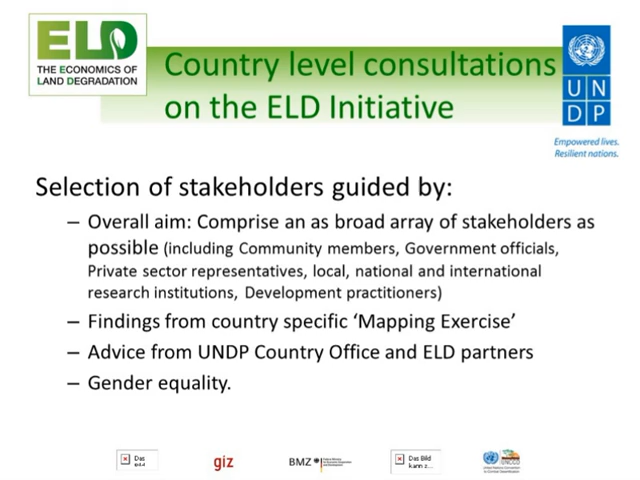 ELD
THE ECONOMICS OF
LAND DEGRADATION
Country level consultations
on the ELD Initiative
U N
D P
Empowered lives.
Resilient nations.
Selection of stakeholders guided by:
– Overall aim: Comprise an as broad array of stakeholders as
possible (including Community members, Government officials,
Private sector representatives, local, national and international
research institutions, Development practitioners)
– Findings from country specific ‘Mapping Exercise’
– Advice from UNDP Country Office and ELD partners
– Gender equality.
Das
giz
BMZ
Das Bild
kann z...